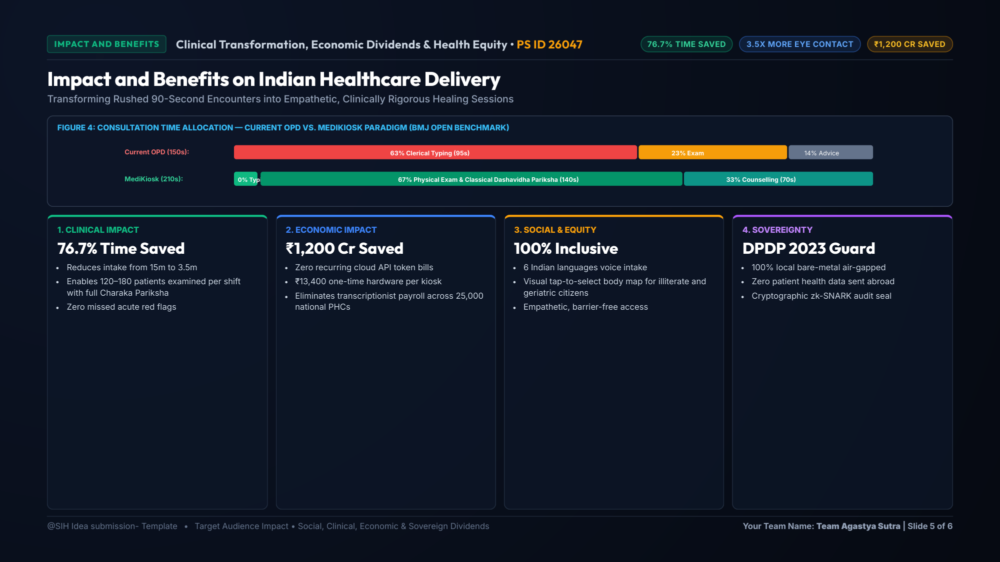 IMPACT AND BENEFITS
Clinical Transformation, Economic Dividends & Health Equity • PS ID 26047
76.7% TIME SAVED
3.5X MORE EYE CONTACT
₹1,200 CR SAVED
Impact and Benefits on Indian Healthcare Delivery
Transforming Rushed 90-Second Encounters into Empathetic, Clinically Rigorous Healing Sessions
FIGURE 4: CONSULTATION TIME ALLOCATION — CURRENT OPD VS. MEDIKIOSK PARADIGM (BMJ OPEN BENCHMARK)
Current OPD (150s):
63% Clerical Typing (95s)
23% Exam
14% Advice
MediKiosk (210s):
0% Typi
67% Physical Exam & Classical Dashavidha Pariksha (140s)
33% Counselling (70s)
1. CLINICAL IMPACT
76.7% Time Saved
• Reduces intake from 15m to 3.5m
• Enables 120–180 patients examined per shift
with full Charaka Pariksha
• Zero missed acute red flags
2. ECONOMIC IMPACT
₹1,200 Cr Saved
• Zero recurring cloud API token bills
• ₹13,400 one-time hardware per kiosk
• Eliminates transcriptionist payroll across 25,000
national PHCs
3. SOCIAL & EQUITY
100% Inclusive
• 6 Indian languages voice intake
• Visual tap-to-select body map for illiterate and
geriatric citizens
• Empathetic, barrier-free access
4. SOVEREIGNTY
DPDP 2023 Guard
• 100% local bare-metal air-gapped
• Zero patient health data sent abroad
• Cryptographic zk-SNARK audit seal
@SIH Idea submission- Template • Target Audience Impact • Social, Clinical, Economic & Sovereign Dividends
Your Team Name: Team Agastya Sutra | Slide 5 of 6